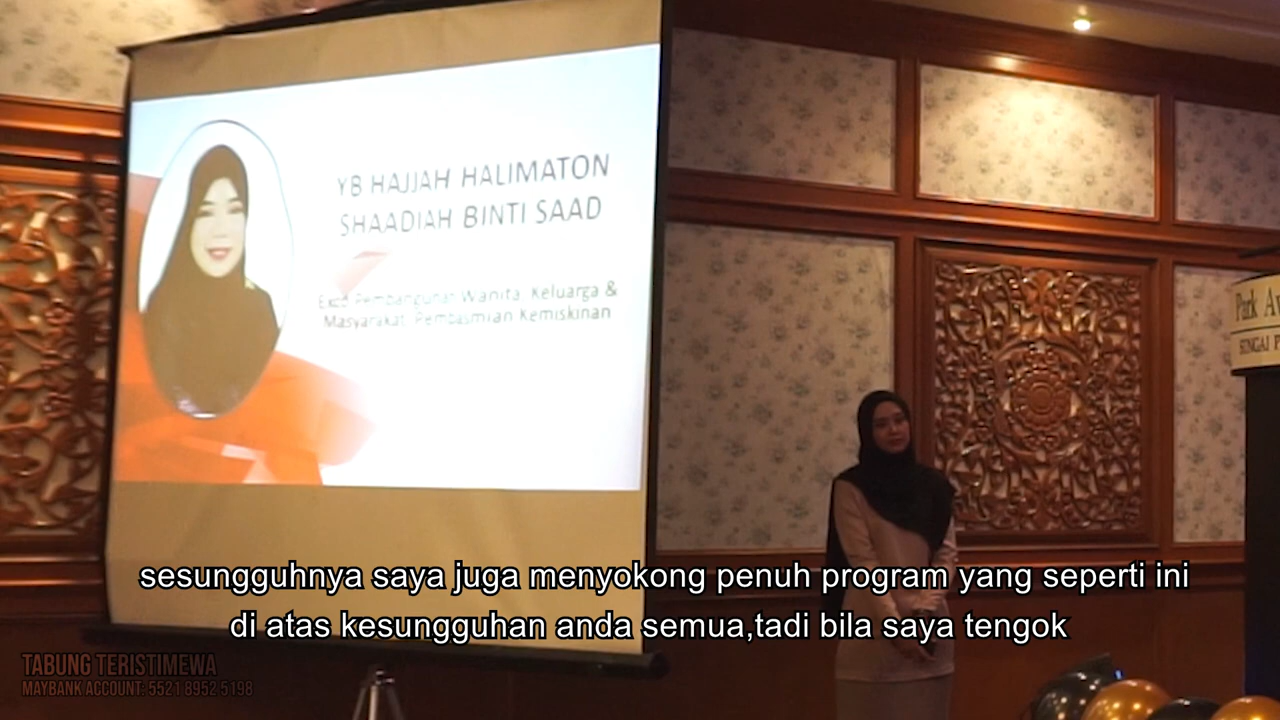 YB HAJJAH HALIMATON
SHAADIAH BINTI SAAD
Exco Pembangunan Wanita, Keluarga &
Masyarakat, Pembasmian Kemiskinan
Park
SUNGAI
sesungguhnya saya juga menyokong penuh program yang seperti ini
di atas kesungguhan anda semua,tadi bila saya tengok
TABUNG TERISTIMEWA
MAYBANK ACCOUNT: 5521 8952 5198